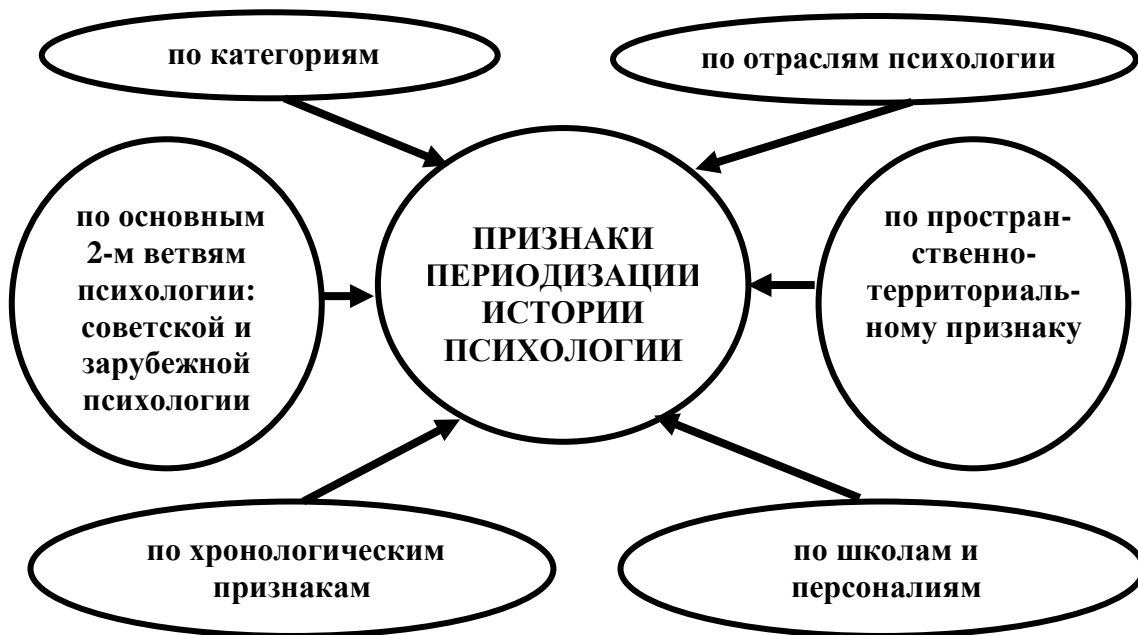 по категориям
по отраслям психологии
по основным
2-м ветвям
психологии:
советской и
зарубежной
психологии
ПРИЗНАКИ
ПЕРИОДИЗАЦИИ
ИСТОРИИ
ПСИХОЛОГИИ
по простран-
ственно-
территориаль-
ному признаку
по хронологическим
признакам
по школам и
персоналиям